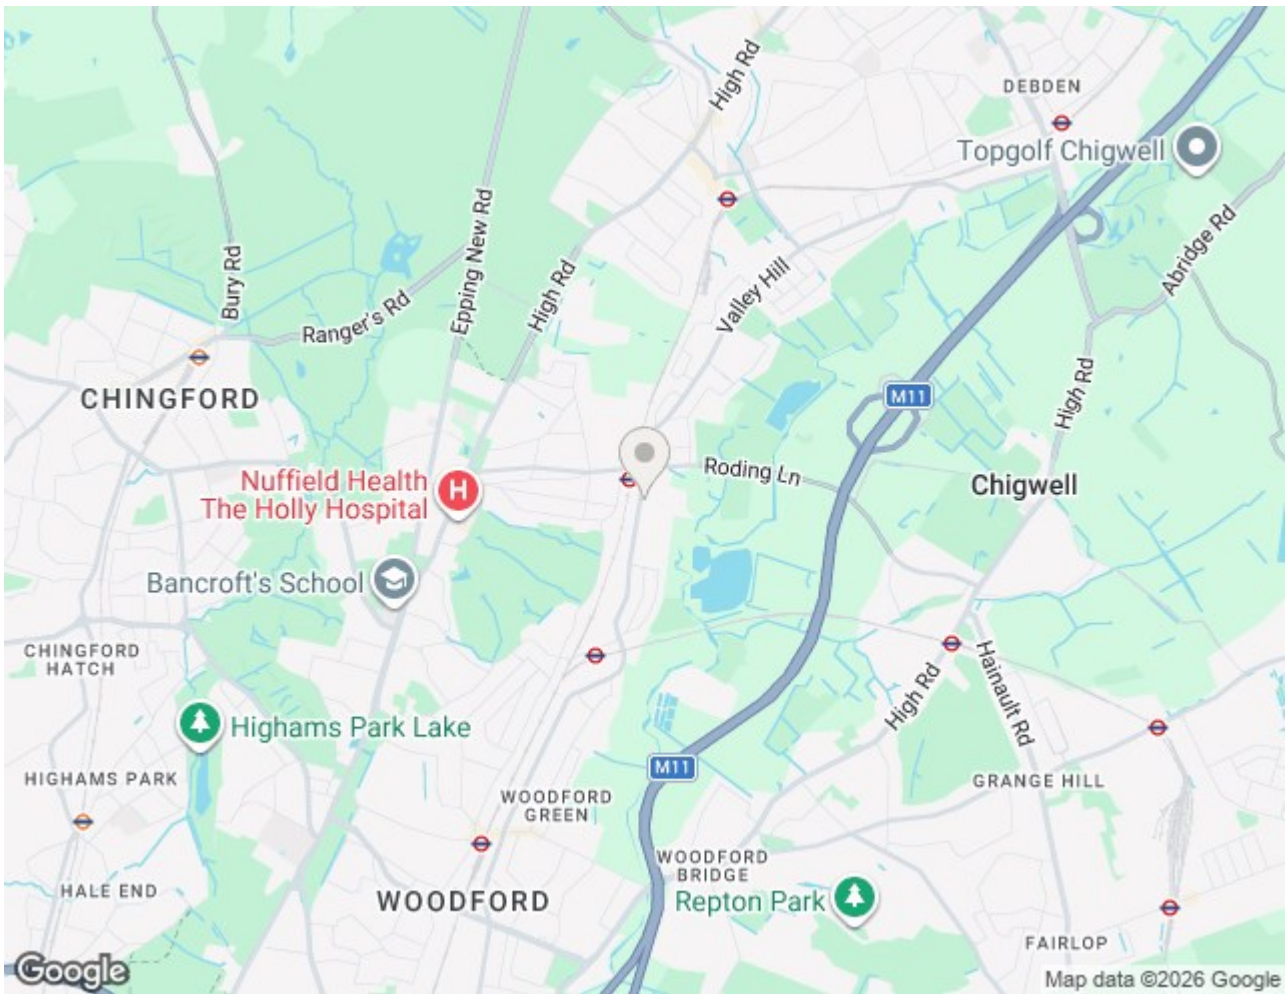 High Rd
DEBDEN
Topgolf Chigwell
Epping New Rd
Abridge Rd
Bury Rd
High Rd
Valley Hill
Ranger's Rd
CHINGFORD
M11
High Rd
Nuffield Health
The Holly Hospital
H
Roding Ln
Chigwell
Bancroft's School
CHINGFORD
HATCH
Hainault Rd
High Rd
Highams Park Lake
M11
HIGHAMS PARK
GRANGE HILL
WOODFORD
GREEN
WOODFORD
BRIDGE
HALE END
WOODFORD
Repton Park
FAIRLOP
Google
Map data ©2026 Google